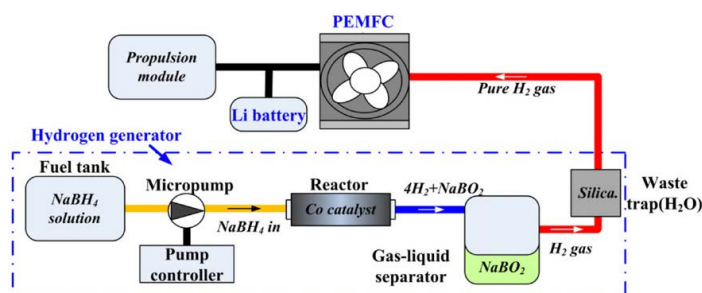 PEMFC
Propulsion
module
Li battery
Pure H₂ gas
Hydrogen generator
Fuel tank
NaBH₄
solution
Micropump
NaBH₄ in
Pump
controller
Reactor
Co catalyst
4H₂+NaBO₂
Gas-liquid
separator
NaBO₂
H₂ gas
Silica.
Waste
trap(H₂O)